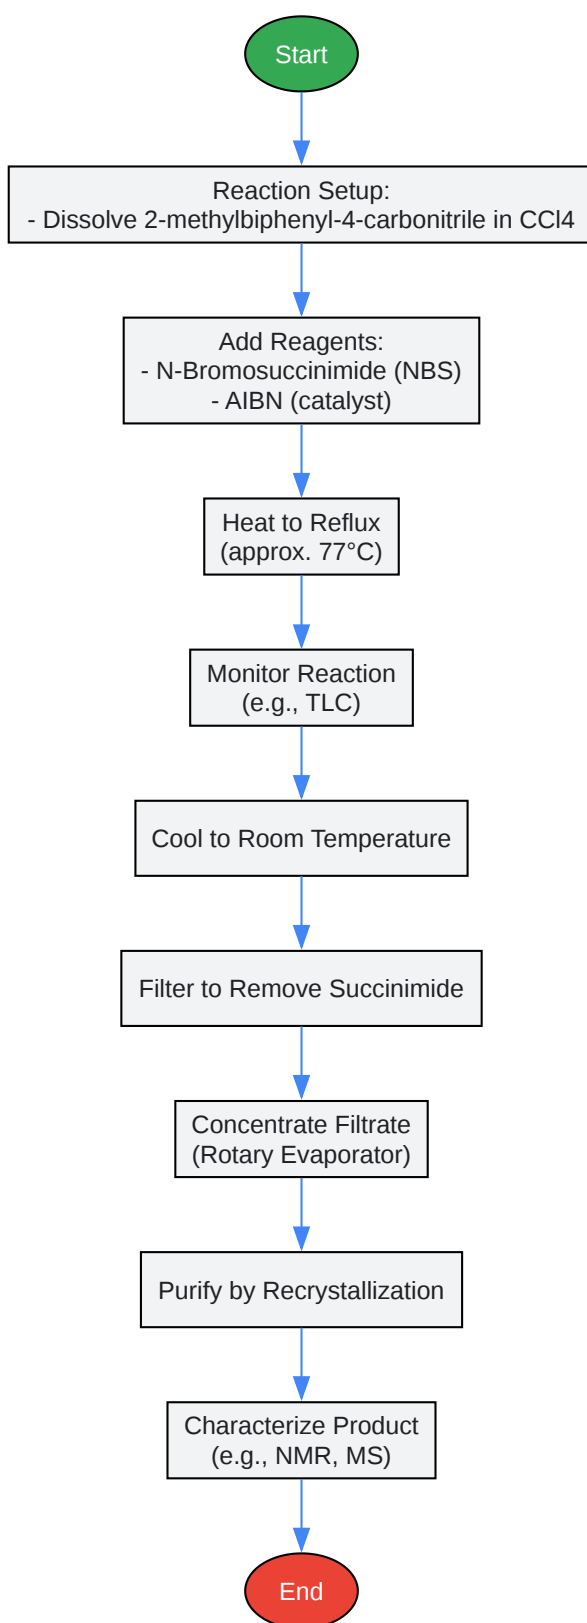 Start
Reaction Setup:
- Dissolve 2-methylbiphenyl-4-carbonitrile in CCl4
Add Reagents:
- N-Bromosuccinimide (NBS)
- AIBN (catalyst)
Heat to Reflux
(approx. 77°C)
Monitor Reaction
(e.g., TLC)
Cool to Room Temperature
Filter to Remove Succinimide
Concentrate Filtrate
(Rotary Evaporator)
Purify by Recrystallization
Characterize Product
(e.g., NMR, MS)
End